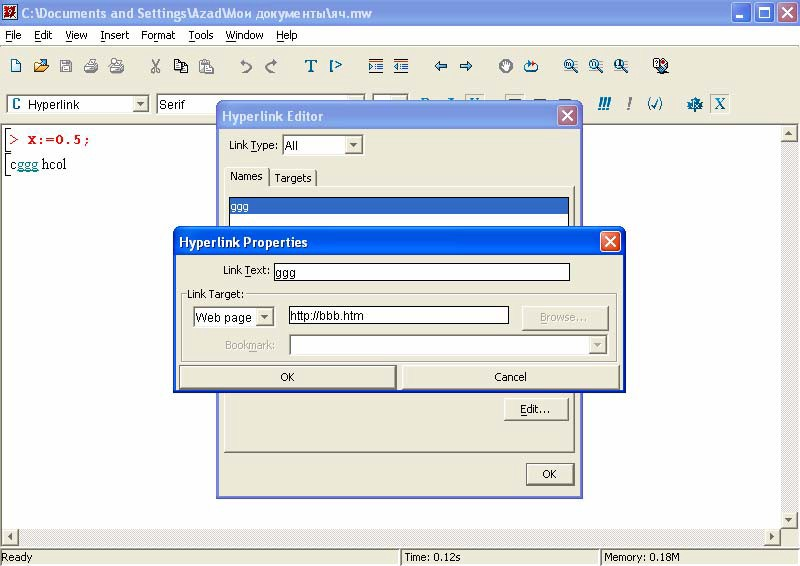 C:\Documents and Settings\Azad\Мои документы\яч.mw
File Edit View Insert Format Tools Window Help
C Hyperlink Serif
Hyperlink Editor
> x:=0.5;
cggg hcol
Link Type: All
Names Targets
ggg
Hyperlink Properties
Link Text: ggg
Link Target:
Web page http://bbb.htm Browse...
Bookmark:
OK Cancel
Edit...
OK
Ready Time: 0.12s Memory: 0.18M